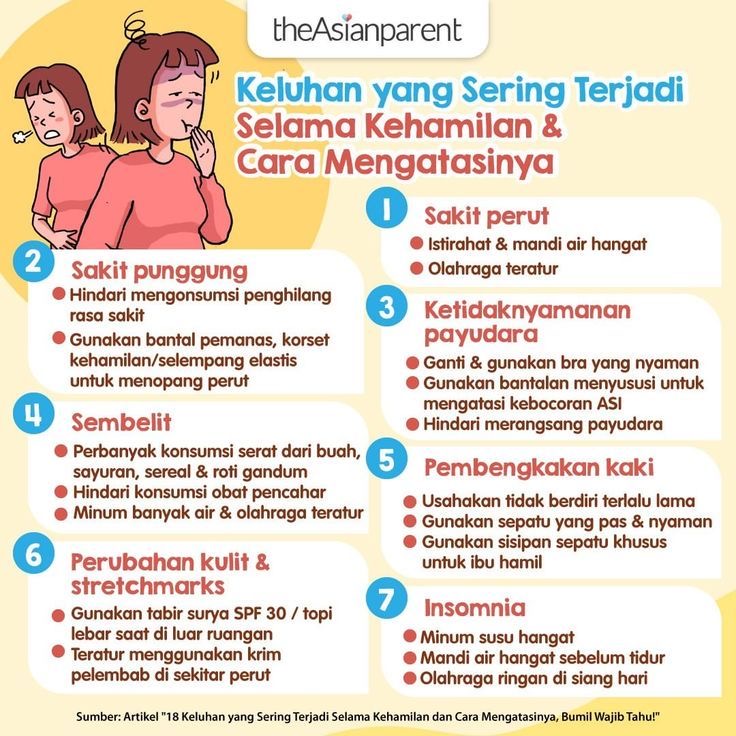 theAsianparent
Keluhan yang Sering Terjadi
Selama Kehamilan &
Cara Mengatasinya
1
Sakit perut
Istirahat & mandi air hangat
Olahraga teratur
2
Sakit punggung
Hindari mengonsumsi penghilang
rasa sakit
Gunakan bantal pemanas, korset
kehamilan/selempang elastis
untuk menopang perut
3
Ketidaknyamanan
payudara
Ganti & gunakan bra yang nyaman
Gunakan bantalan menyususi untuk
mengatasi kebocoran ASI
Hindari merangsang payudara
4
Sembelit
Perbanyak konsumsi serat dari buah,
sayuran, sereal & roti gandum
Hindari konsumsi obat pencahar
Minum banyak air & olahraga teratur
5
Pembengkakan kaki
Usahakan tidak berdiri terlalu lama
Gunakan sepatu yang pas & nyaman
Gunakan sisipan sepatu khusus
untuk ibu hamil
6
Perubahan kulit &
stretchmarks
Gunakan tabir surya SPF 30 / topi
lebar saat di luar ruangan
Teratur menggunakan krim
pelembab di sekitar perut
7
Insomnia
Minum susu hangat
Mandi air hangat sebelum tidur
Olahraga ringan di siang hari
Sumber: Artikel "18 Keluhan yang Sering Terjadi Selama Kehamilan dan Cara Mengatasinya, Bumil Wajib Tahu!"